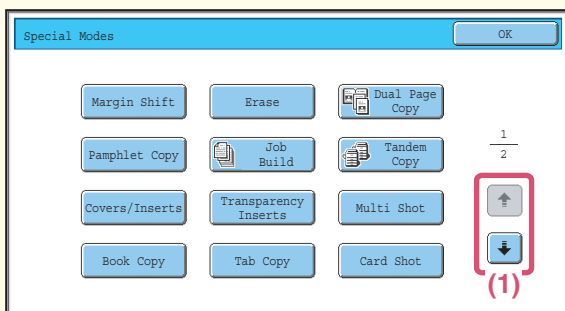 Special Modes
OK
Margin Shift
Erase
Dual Page
Copy
Pamphlet Copy
Job
Build
Tandem
Copy
1
2
Covers/Inserts
Transparency
Inserts
Multi Shot
Book Copy
Tab Copy
Card Shot
(1)